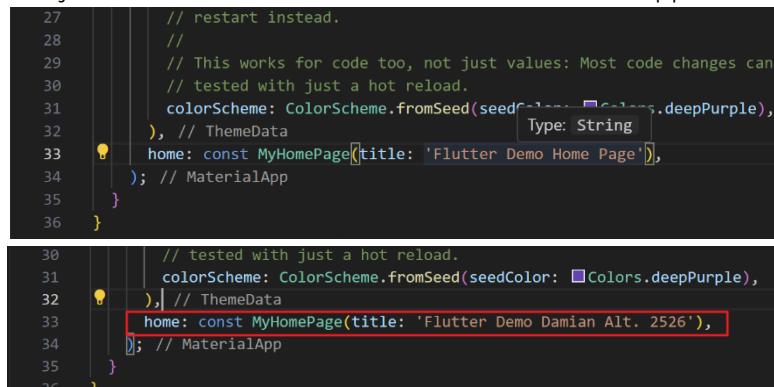 27 // restart instead.
28 //
29 // This works for code too, not just values: Most code changes can
30 // tested with just a hot reload.
31 colorScheme: ColorScheme.fromSeed(seedColor: Colors.deepPurple),
Type: String
32 ), // ThemeData
33 home: const MyHomePage(title: 'Flutter Demo Home Page'),
34 ); // MaterialApp
35 }
36 }
30 // tested with just a hot reload.
31 colorScheme: ColorScheme.fromSeed(seedColor: Colors.deepPurple),
32 ), // ThemeData
33 home: const MyHomePage(title: 'Flutter Demo Damian Alt. 2526'),
34 ); // MaterialApp
35 }